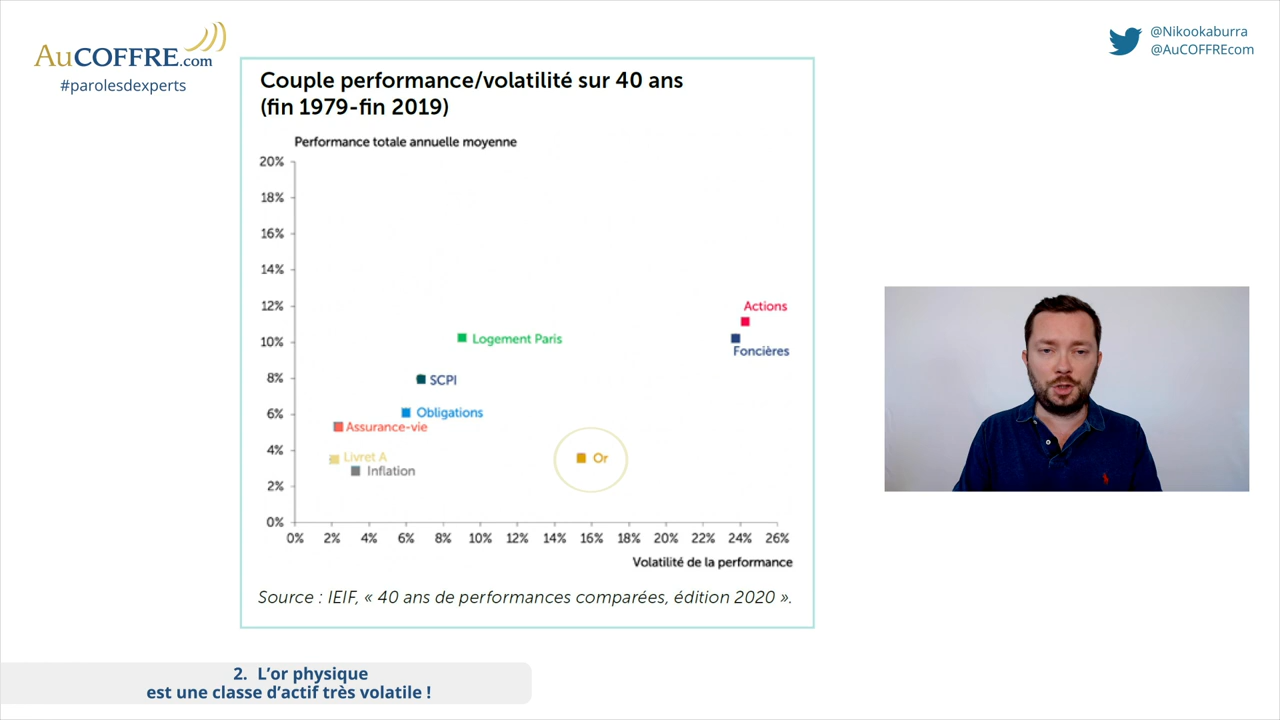 AuCOFFRE.com
#parolesdexperts
@Nikookaburra
@AuCOFFREcom
Couple performance/volatilité sur 40 ans
(fin 1979-fin 2019)
Performance totale annuelle moyenne
20%
18%
16%
14%
12%
10%
8%
6%
4%
2%
0%
Actions
Foncières
Logement Paris
SCPI
Obligations
Assurance-vie
Livret A
Inflation
Or
0% 2% 4% 6% 8% 10% 12% 14% 16% 18% 20% 22% 24% 26%
Volatilité de la performance
Source : IEIF, « 40 ans de performances comparées, édition 2020 ».
2. L'or physique
est une classe d'actif très volatile !